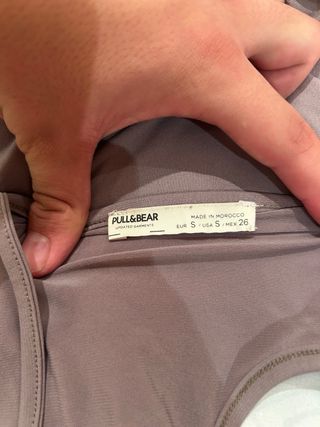 PULL&BEAR
UPDATED GARMENTS
MADE IN MOROCCO
EUR S / USA S / MEX 26